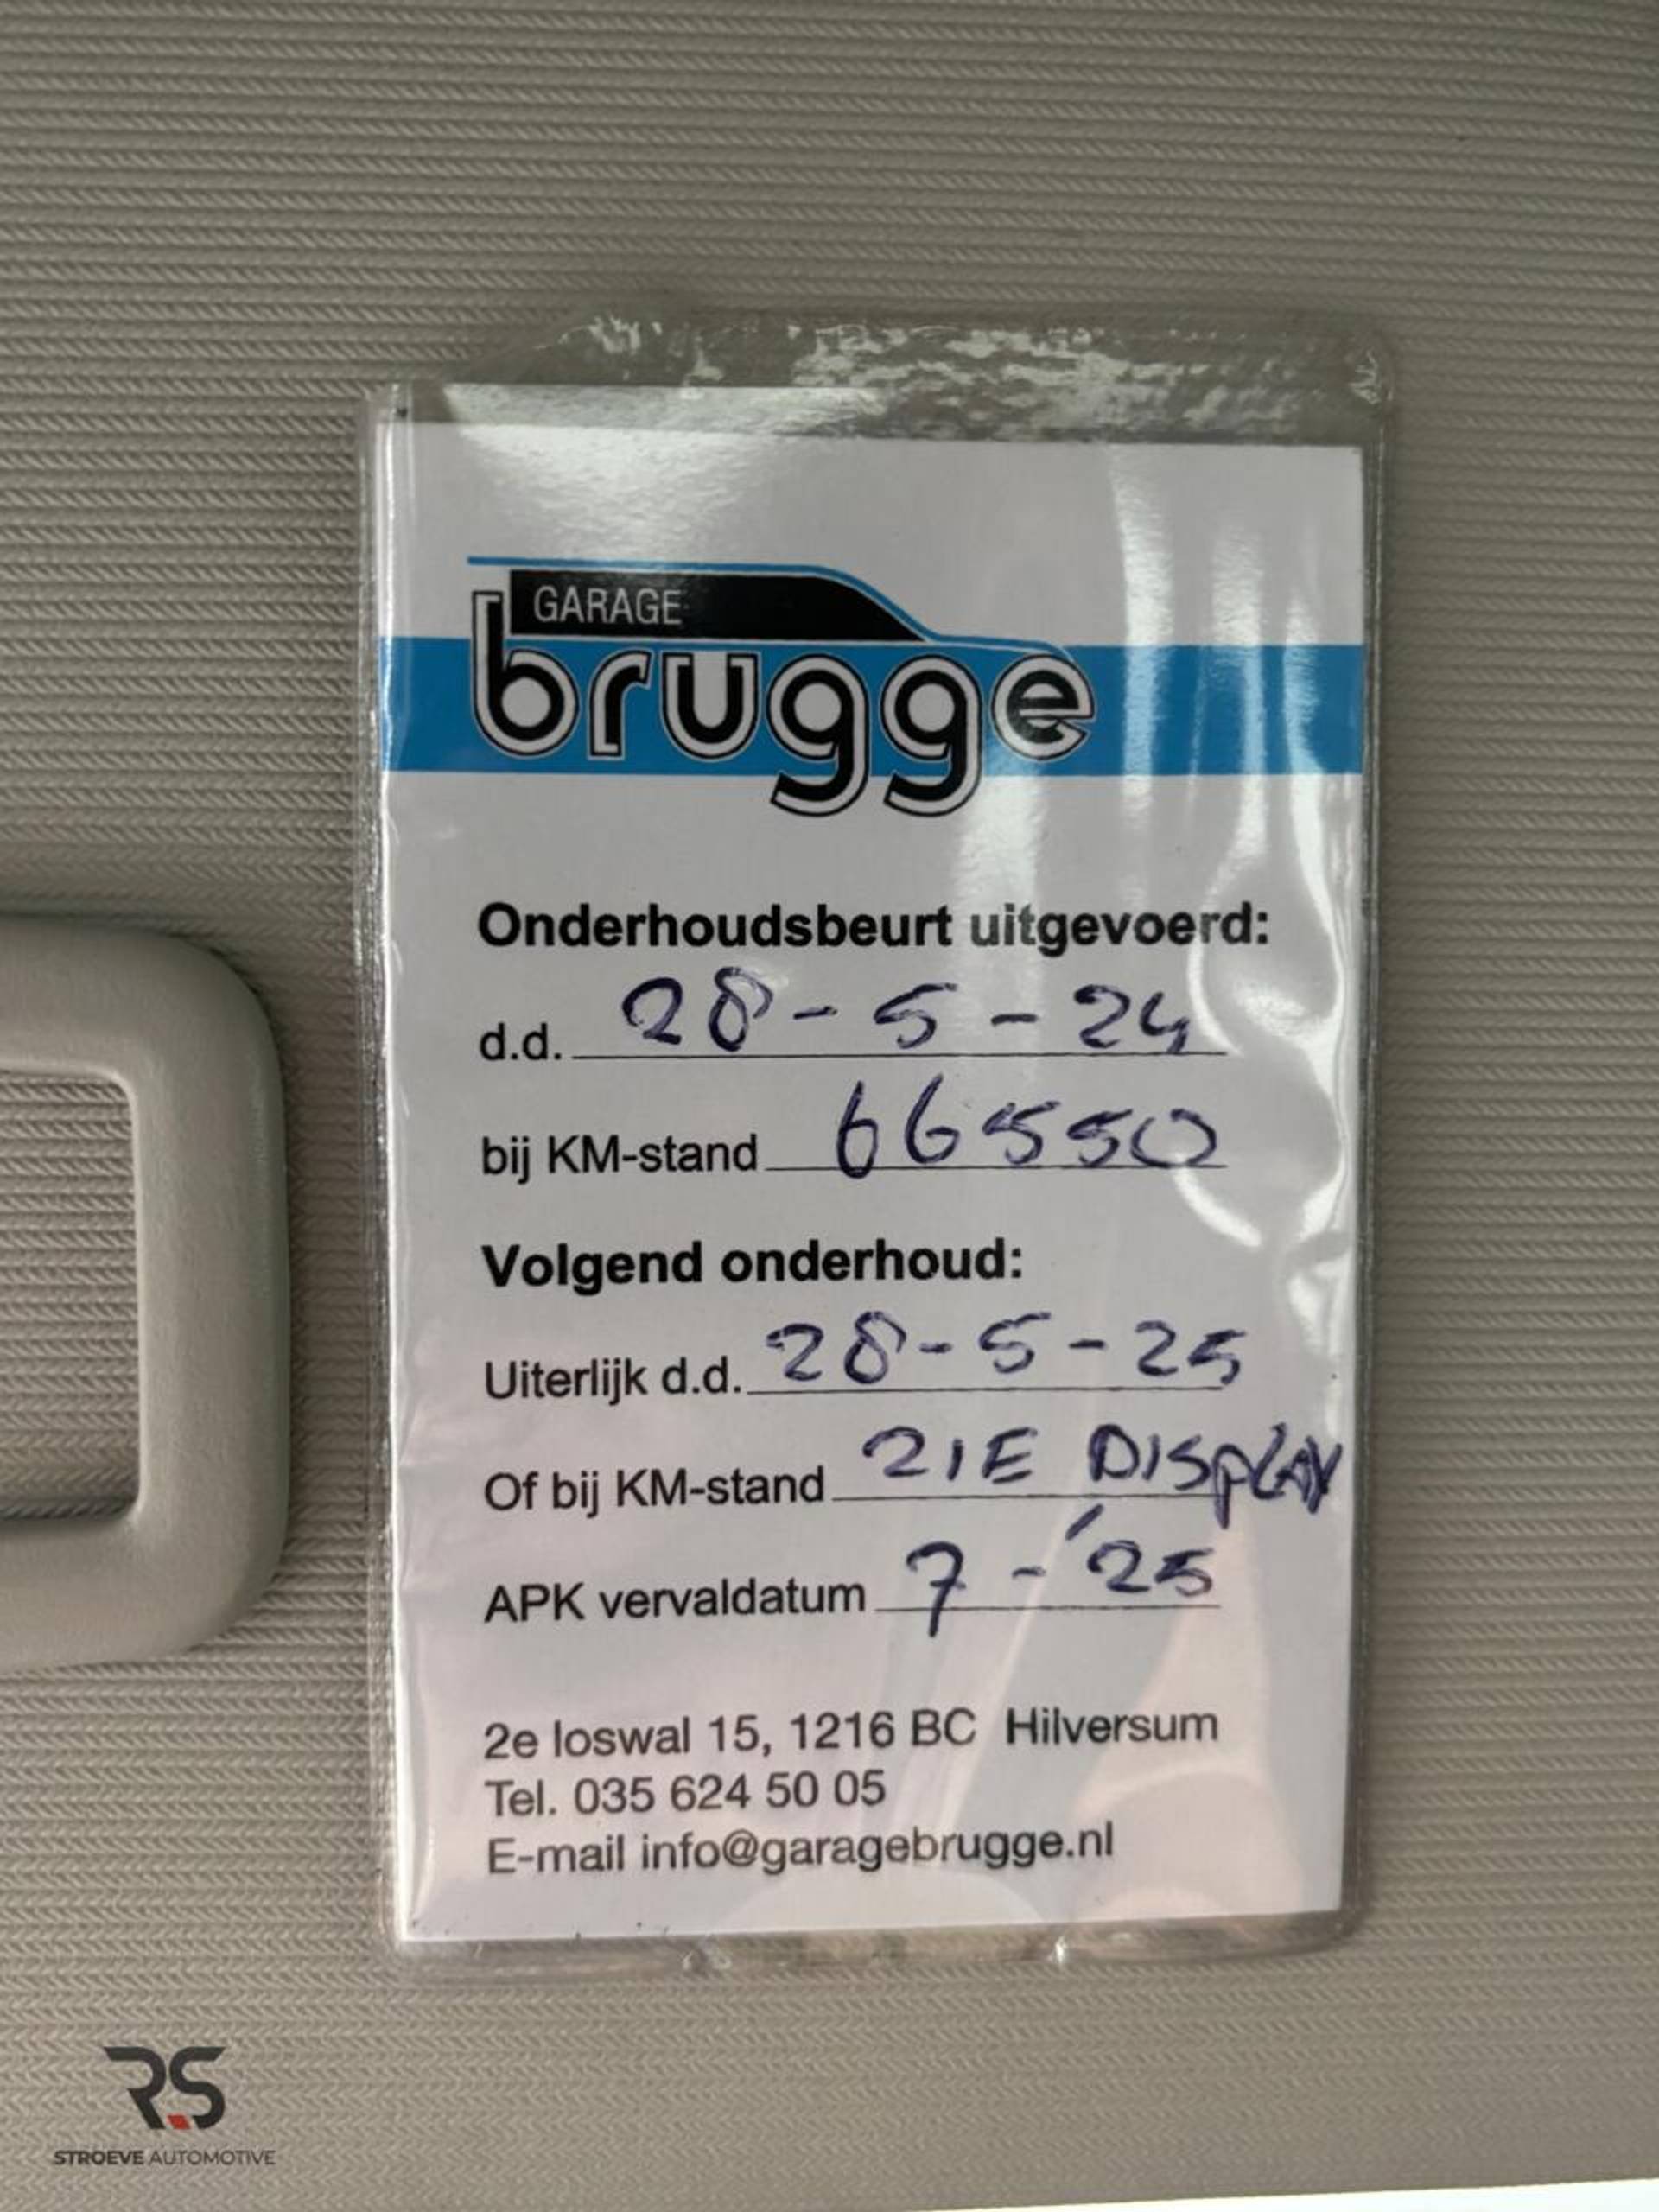 GARAGE
brugge
Onderhoudsbeurt uitgevoerd:
d.d. 28-5-24
bij KM-stand 66550
Volgend onderhoud:
Uiterlijk d.d. 28-5-25
Of bij KM-stand ZIE DISPLAY
APK vervaldatum 7-'25
2e loswal 15, 1216 BC Hilversum
Tel. 035 624 50 05
E-mail info@garagebrugge.nl
RS
STROEVE AUTOMOTIVE